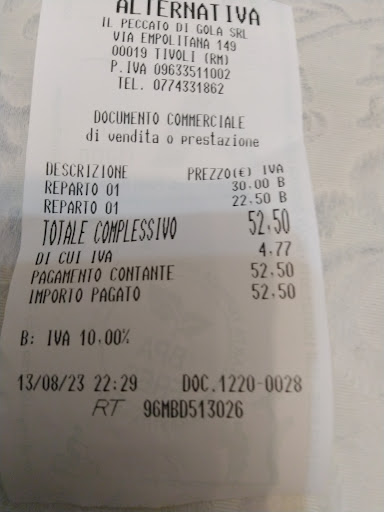 ALTERNATIVA
IL PECCATO DI GOLA SRL
VIA EMPOLITANA 149
00019 TIVOLI (RM)
P.IVA 09633511002
TEL. 0774331862
DOCUMENTO COMMERCIALE
di vendita o prestazione
DESCRIZIONE PREZZO(€) IVA
REPARTO 01 30.00 B
REPARTO 01 22.50 B
TOTALE COMPLESSIVO 52,50
DI CUI IVA 4.77
PAGAMENTO CONTANTE 52.50
IMPORIO PAGATO 52.50
B: IVA 10.00%
13/08/23 22:29 DOC.1220-0028
RT 96MBD513026